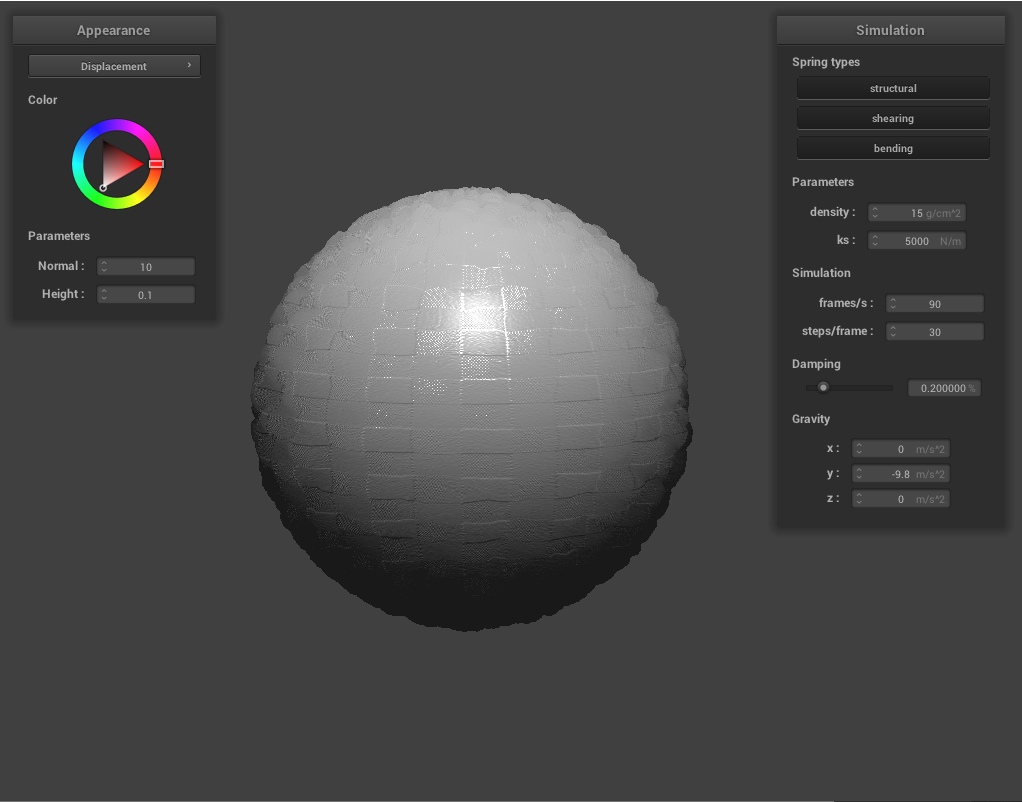 Appearance
Displacement ›
Color
Parameters
Normal : 10
Height : 0.1
Simulation
Spring types
structural
shearing
bending
Parameters
density : 15 g/cm^2
ks : 5000 N/m
Simulation
frames/s : 90
steps/frame : 30
Damping
0.200000 %
Gravity
x : 0 m/s^2
y : -9.8 m/s^2
z : 0 m/s^2